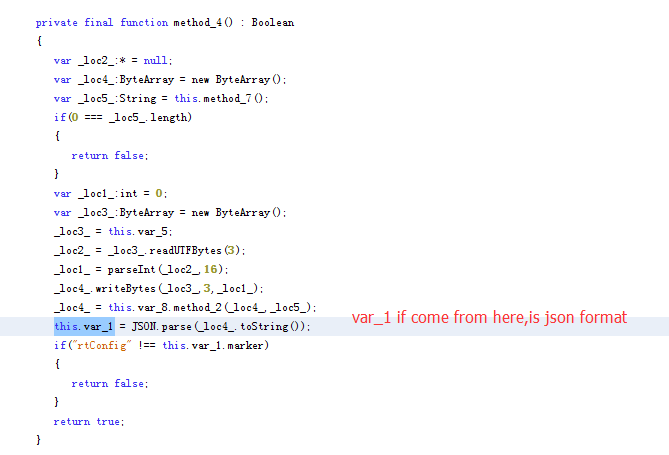 private final function method_4() : Boolean
{
var _loc2_:* = null;
var _loc4_:ByteArray = new ByteArray();
var _loc5_:String = this.method_7();
if(0 === _loc5_.length)
{
return false;
}
var _loc1_:int = 0;
var _loc3_:ByteArray = new ByteArray();
_loc3_ = this.var_5;
_loc2_ = _loc3_.readUTFBytes(3);
_loc1_ = parseInt(_loc2_,16);
_loc4_.writeBytes(_loc3_,3,_loc1_);
_loc4_ = this.var_8.method_2(_loc4_,_loc5_);
this.var_1 = JSON.parse(_loc4_.toString()); var_1 if come from here,is json format
if("rtConfig" !== this.var_1.marker)
{
return false;
}
return true;
}